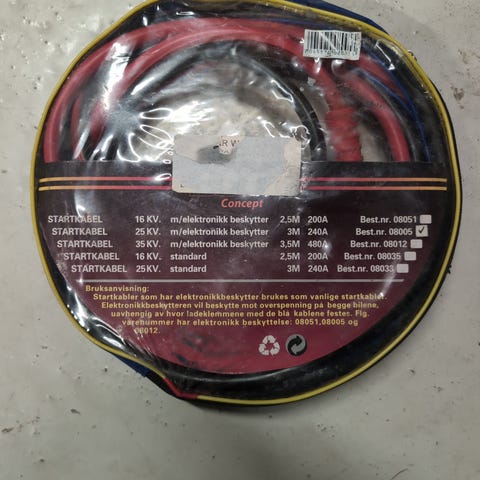 Concept
STARTKABEL 16 KV. m/elektronikk beskytter 2,5M 200A Best.nr. 08051
STARTKABEL 25 KV. m/elektronikk beskytter 3M 240A Best.nr. 08005
STARTKABEL 35 KV. m/elektronikk beskytter 3,5M 480A Best.nr. 08012
STARTKABEL 16 KV. standard 2,5M 200A Best.nr. 08035
STARTKABEL 25 KV. standard 3M 240A Best.nr. 08033
Bruksanvisning:
Startkabler som har elektronikkbeskytter brukes som vanlige startkabler.
Elektronikkbeskytteren vil beskytte mot overspenning på begge bilene,
uavhengig av hvor ladeklemmene med de blå kablene festes. Flg.
varenummer har elektronikk beskyttelse: 08051,08005 og
08012.